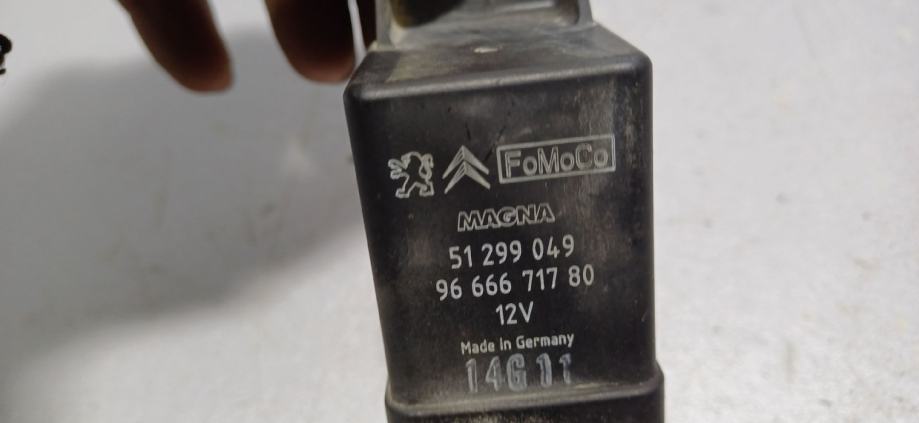 FoMoCo
MAGNA
51 299 049
96 666 717 80
12V
Made in Germany
14G11